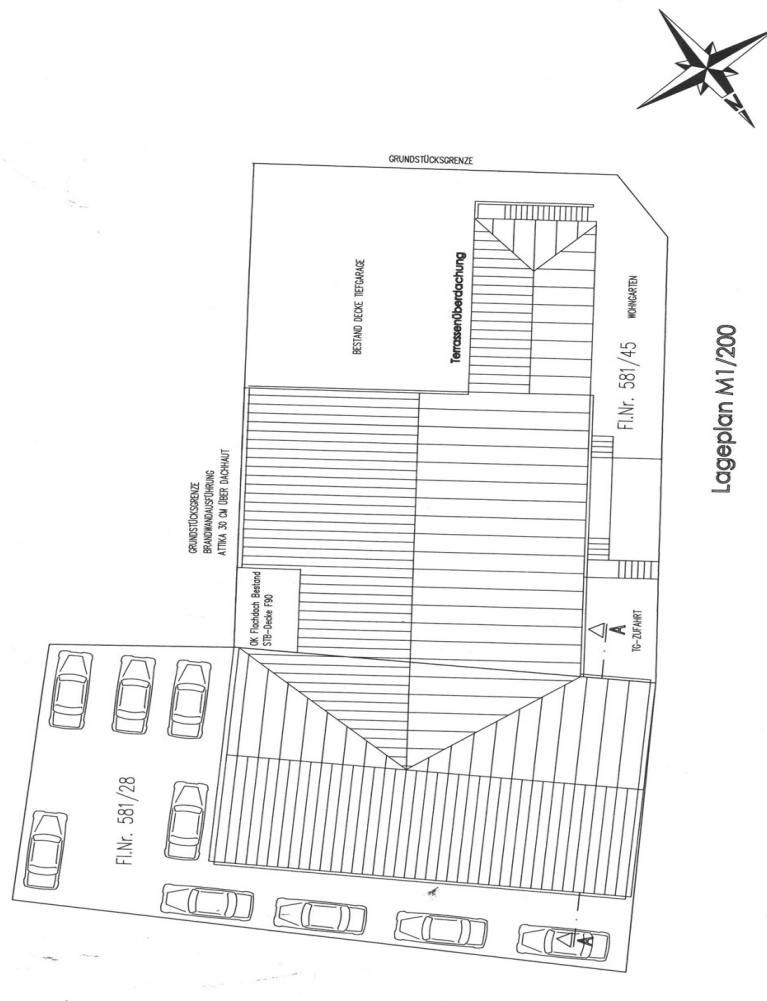 N
GRUNDSTÜCKSGRENZE
BESTAND DECKE TIEFGARAGE
Terrassenüberdachung
WOHNGARTEN
Fl.Nr. 581/45
Lageplan M1/200
GRUNDSTÜCKSGRENZE
BRANDWANDAUSFÜHRUNG
ATTIKA 30 CM ÜBER DACHHAUT
OK Flachdach Bestand
STB-Decke F90
A
TG-ZUFAHRT
Fl.Nr. 581/28
A